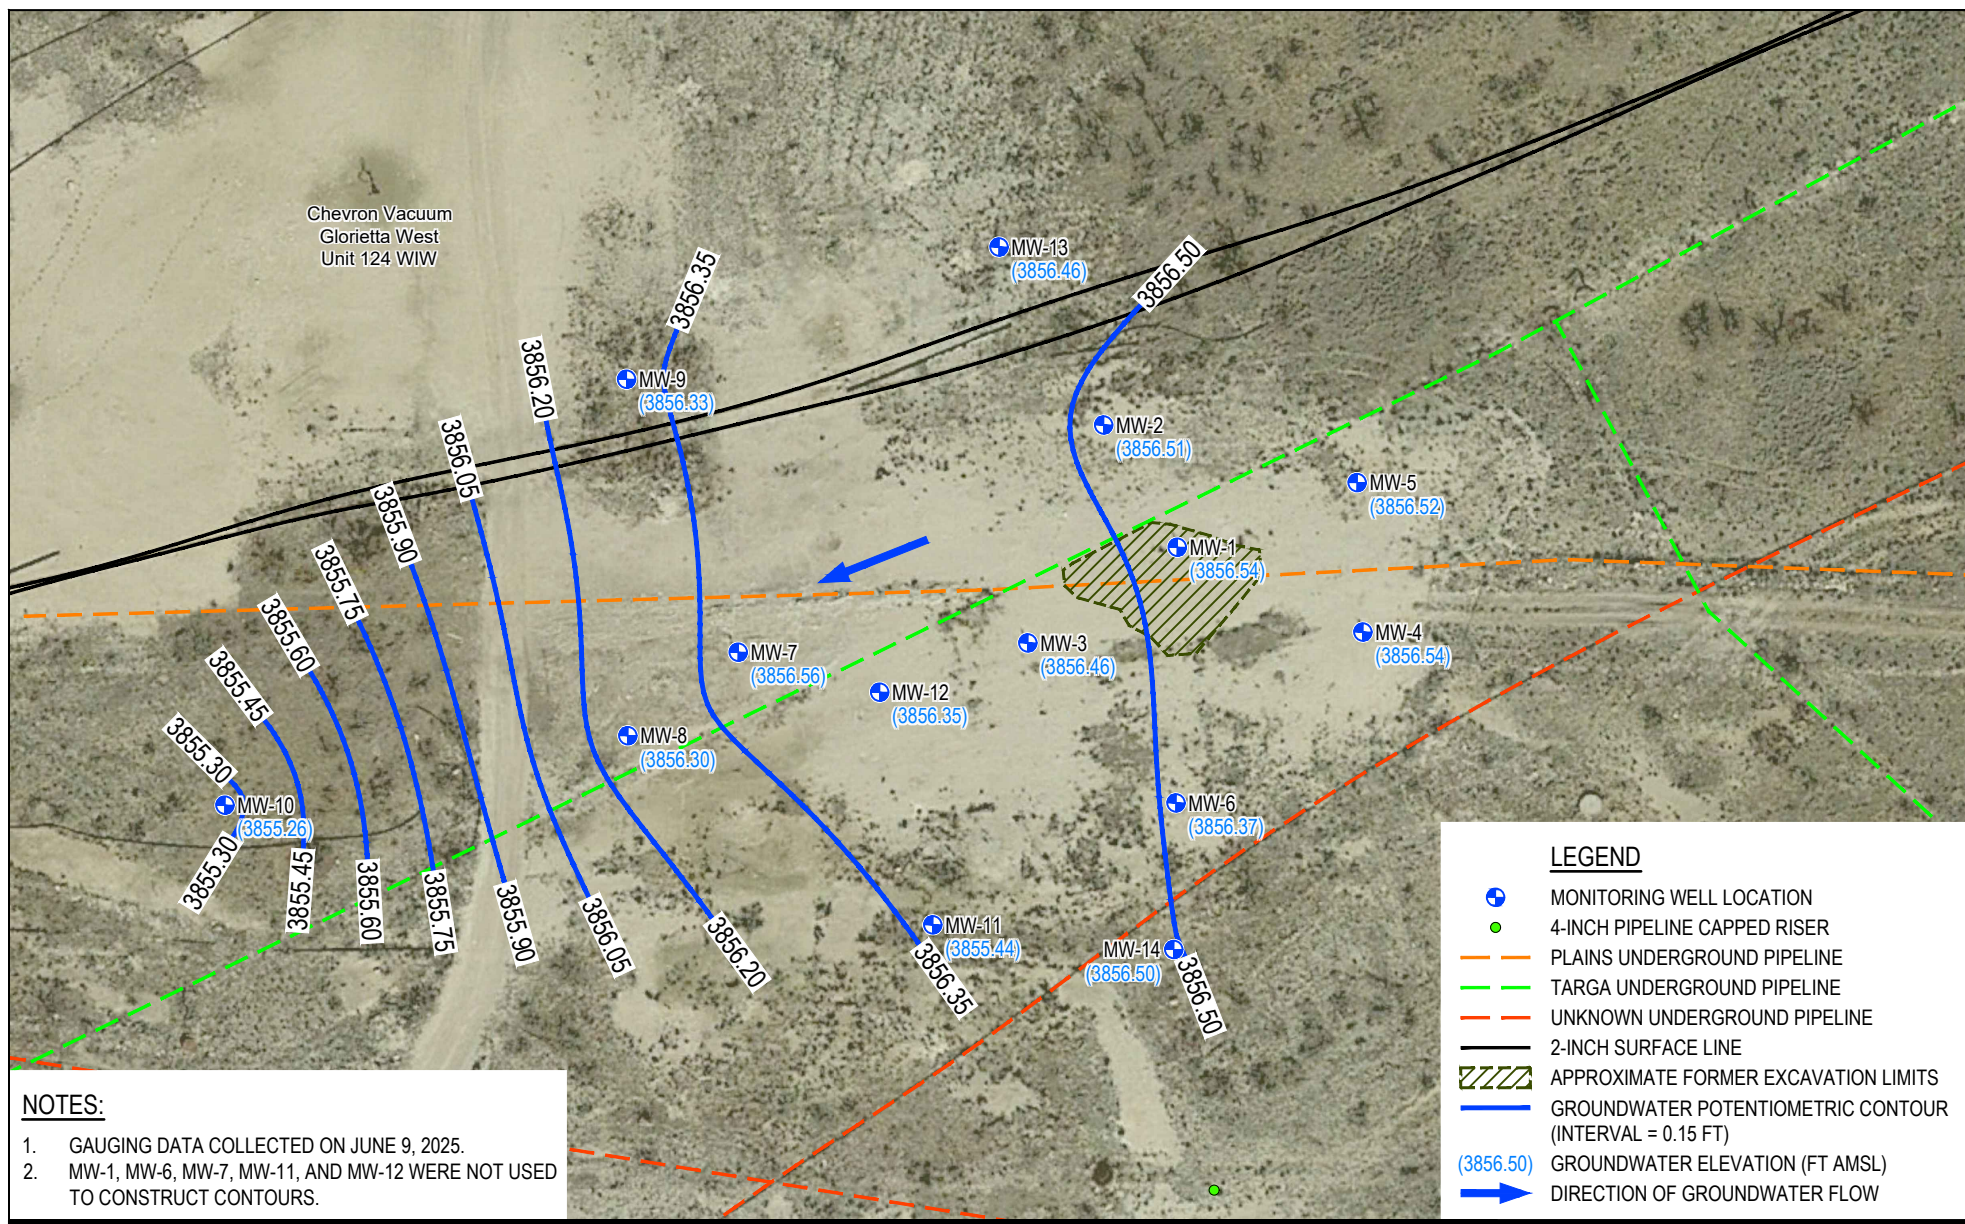 Chevron Vacuum
Glorietta West
Unit 124 WIW
3856.50
MW-13
(3856.46)
3856.35
3856.20
MW-9
(3856.33)
3856.05
MW-2
(3856.51)
3855.90
MW-5
(3856.52)
3855.75
MW-1
(3856.54)
3855.60
MW-4
(3856.54)
MW-3
(3856.46)
MW-7
(3856.56)
3855.45
MW-12
(3856.35)
3855.30
MW-8
(3856.30)
MW-10
(3855.26)
MW-6
(3856.37)
3855.30
3855.45
3855.60
3855.75
3855.90
3856.05
3856.20
MW-11
(3855.44)
3856.35
MW-14
(3856.50)
3856.50
LEGEND
MONITORING WELL LOCATION
4-INCH PIPELINE CAPPED RISER
PLAINS UNDERGROUND PIPELINE
TARGA UNDERGROUND PIPELINE
UNKNOWN UNDERGROUND PIPELINE
2-INCH SURFACE LINE
APPROXIMATE FORMER EXCAVATION LIMITS
GROUNDWATER POTENTIOMETRIC CONTOUR
(INTERVAL = 0.15 FT)
(3856.50) GROUNDWATER ELEVATION (FT AMSL)
DIRECTION OF GROUNDWATER FLOW
NOTES:
1. GAUGING DATA COLLECTED ON JUNE 9, 2025.
2. MW-1, MW-6, MW-7, MW-11, AND MW-12 WERE NOT USED
TO CONSTRUCT CONTOURS.